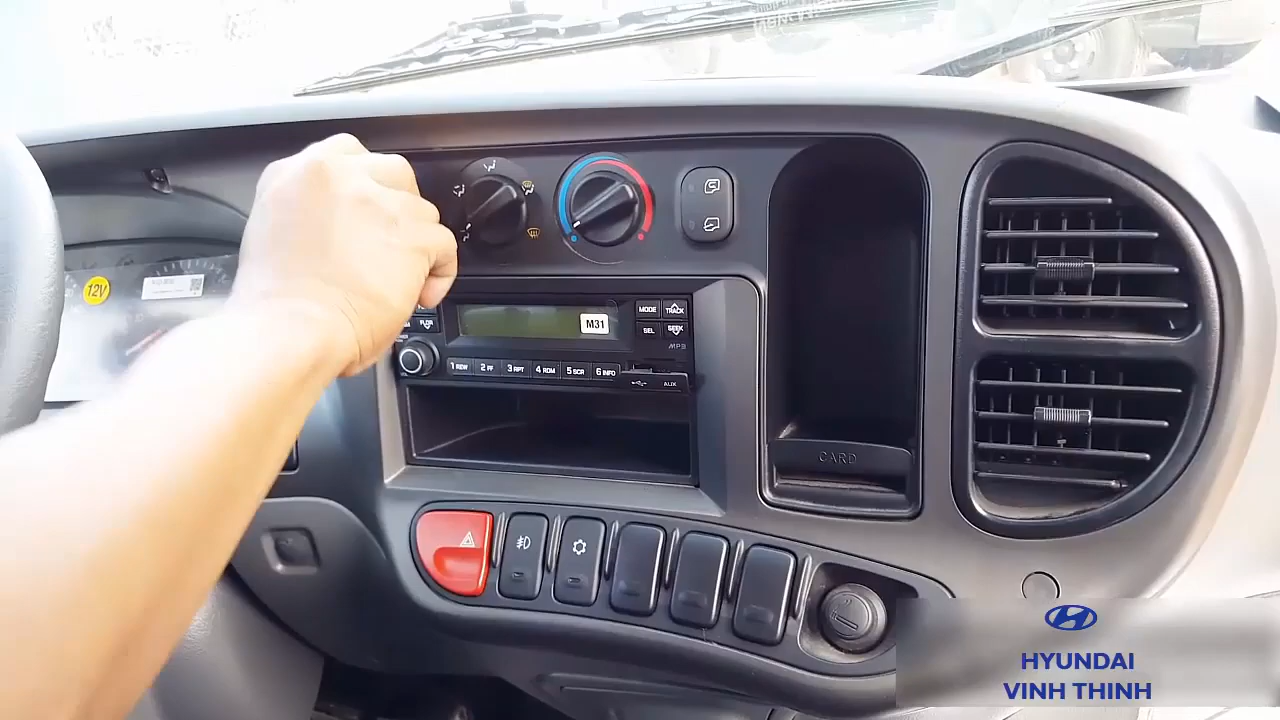 12V
M31
MODE
TRACK
SEL
SEEK
MP3
1 REW
2 FF
3 RPT
4 RDM
5 SCR
6 INFO
AUX
CARD
HYUNDAI
VINH THINH